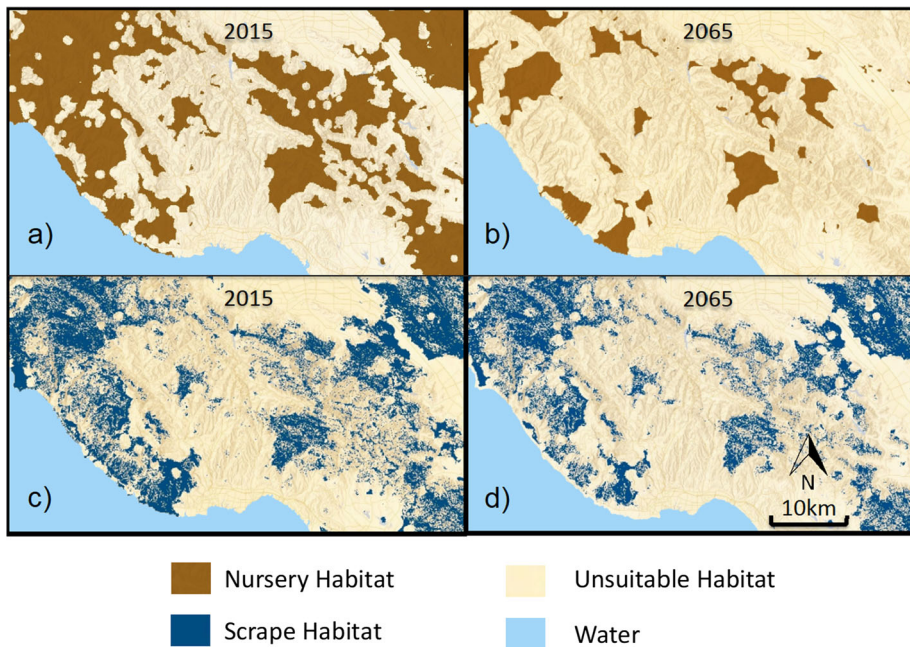 2015
2065
a)
b)
2015
2065
c)
d)
N
10km
Nursery Habitat
Unsuitable Habitat
Scrape Habitat
Water